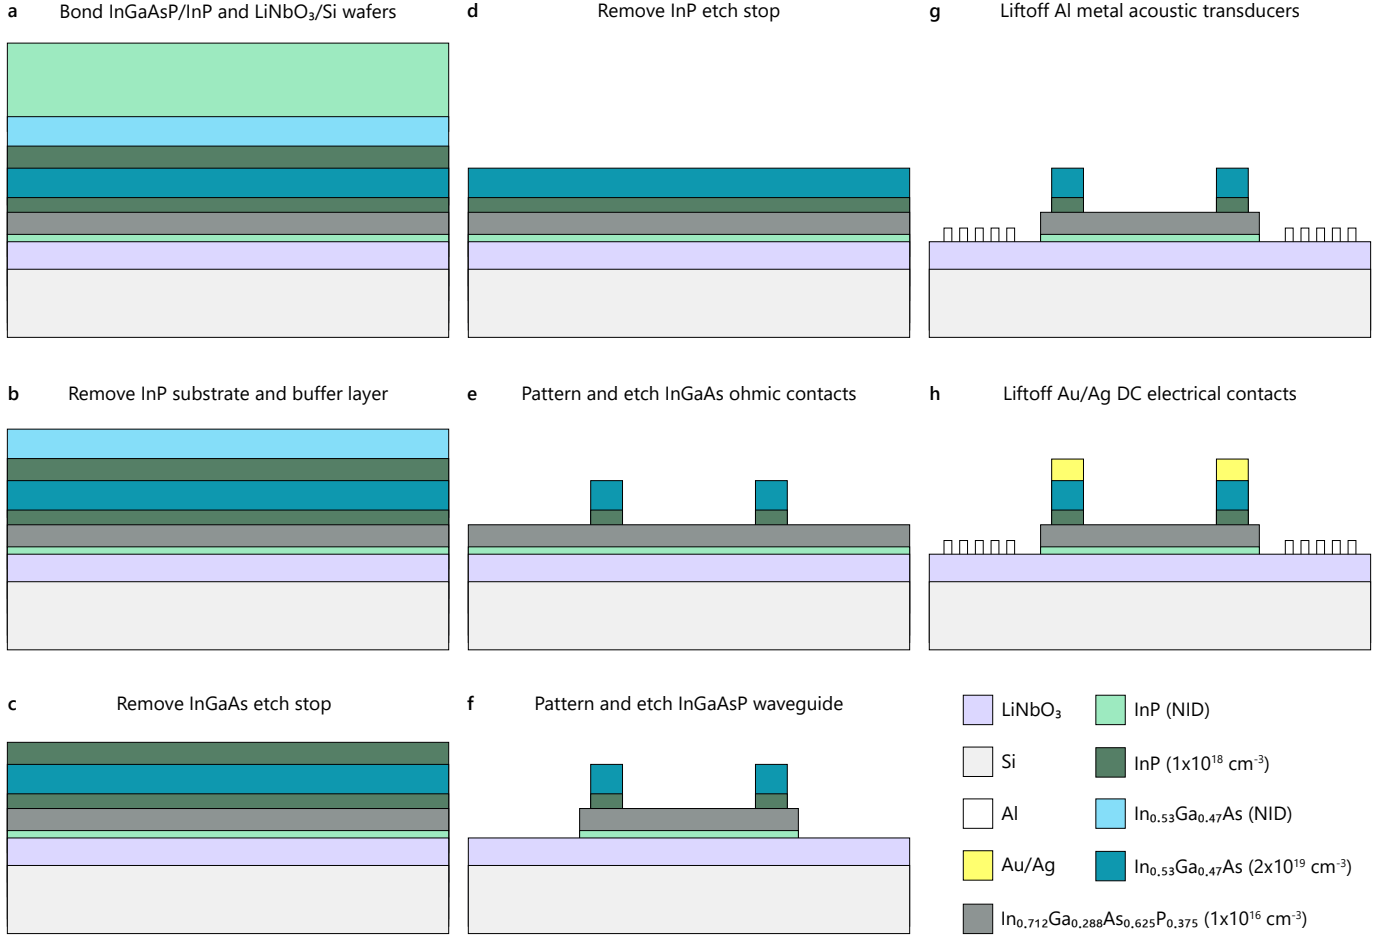 a Bond InGaAsP/InP and LiNbO₃/Si wafers
d Remove InP etch stop
g Liftoff Al metal acoustic transducers
b Remove InP substrate and buffer layer
e Pattern and etch InGaAs ohmic contacts
h Liftoff Au/Ag DC electrical contacts
c Remove InGaAs etch stop
f Pattern and etch InGaAsP waveguide
LiNbO₃
InP (NID)
Si
InP (1x10¹⁸ cm⁻³)
Al
In₀.₅₃Ga₀.₄₇As (NID)
Au/Ag
In₀.₅₃Ga₀.₄₇As (2x10¹⁹ cm⁻³)
In₀.₇₁₂Ga₀.₂₈₈As₀.₆₂₅P₀.₃₇₅ (1x10¹⁶ cm⁻³)